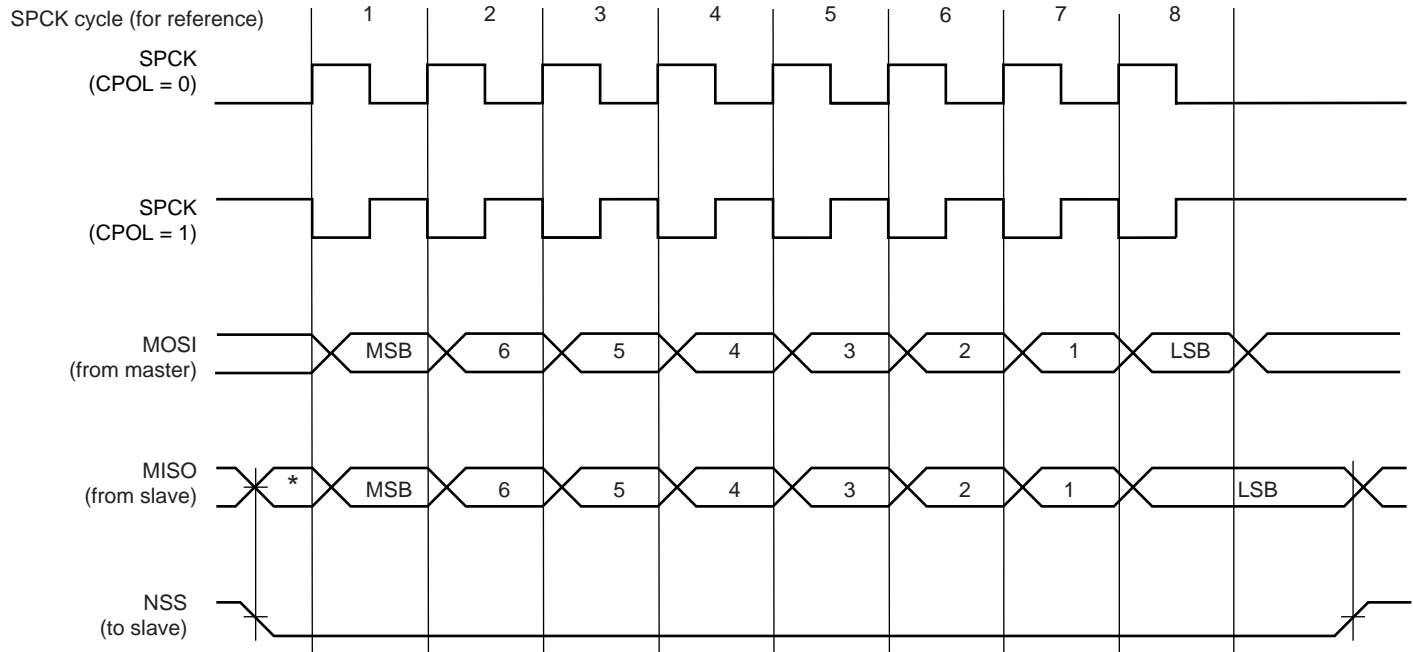 SPCK cycle (for reference) 1 2 3 4 5 6 7 8
SPCK
(CPOL = 0)
SPCK
(CPOL = 1)
MOSI
(from master)
MSB 6 5 4 3 2 1 LSB
MISO
(from slave)
* MSB 6 5 4 3 2 1 LSB
NSS
(to slave)